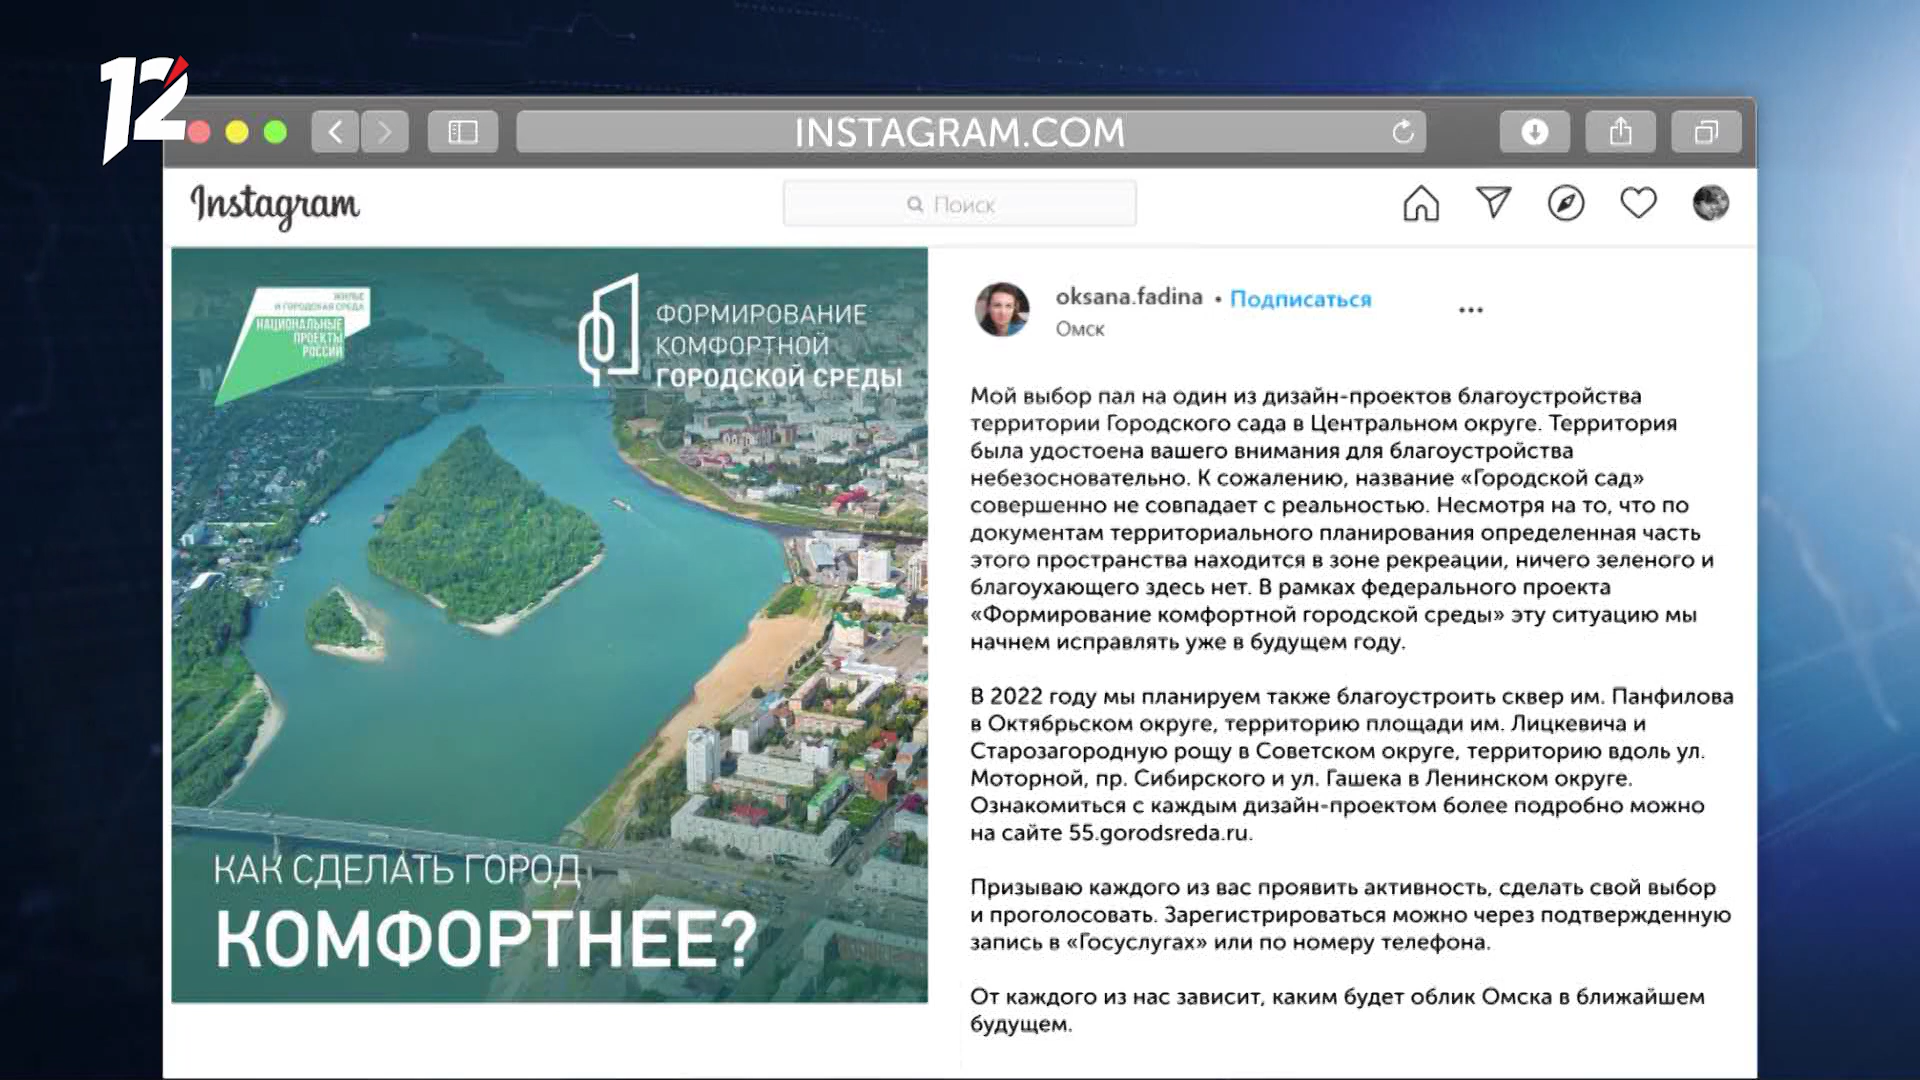 12
INSTAGRAM.COM
Instagram
Поиск
ЖИЛЬЕ
И ГОРОДСКАЯ СРЕДА
НАЦИОНАЛЬНЫЕ
ПРОЕКТЫ
РОССИИ
ФОРМИРОВАНИЕ
КОМФОРТНОЙ
ГОРОДСКОЙ СРЕДЫ
КАК СДЕЛАТЬ ГОРОД
КОМФОРТНЕЕ?
oksana.fadina • Подписаться
Омск
Мой выбор пал на один из дизайн-проектов благоустройства
территории Городского сада в Центральном округе. Территория
была удостоена вашего внимания для благоустройства
небезосновательно. К сожалению, название «Городской сад»
совершенно не совпадает с реальностью. Несмотря на то, что по
документам территориального планирования определенная часть
этого пространства находится в зоне рекреации, ничего зеленого и
благоухающего здесь нет. В рамках федерального проекта
«Формирование комфортной городской среды» эту ситуацию мы
начнем исправлять уже в будущем году.
В 2022 году мы планируем также благоустроить сквер им. Панфилова
в Октябрьском округе, территорию площади им. Лицкевича и
Старозагородную рощу в Советском округе, территорию вдоль ул.
Моторной, пр. Сибирского и ул. Гашека в Ленинском округе.
Ознакомиться с каждым дизайн-проектом более подробно можно
на сайте 55.gorodsreda.ru.
Призываю каждого из вас проявить активность, сделать свой выбор
и проголосовать. Зарегистрироваться можно через подтвержденную
запись в «Госуслугах» или по номеру телефона.
От каждого из нас зависит, каким будет облик Омска в ближайшем
будущем.